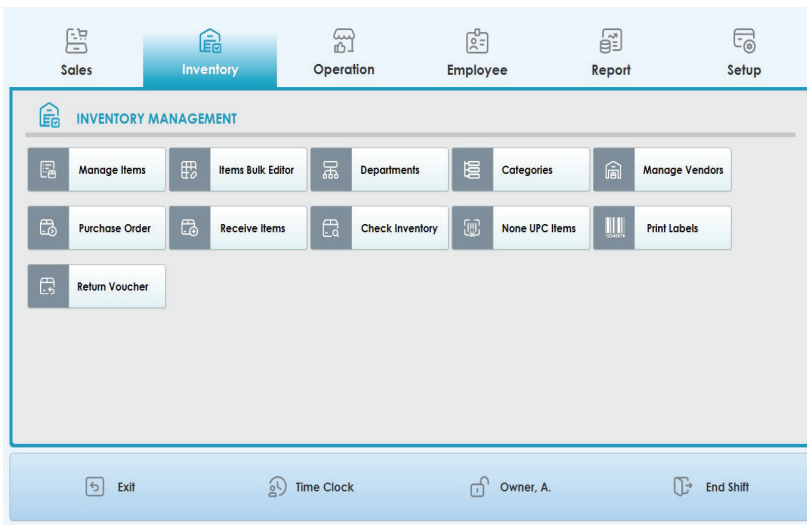 Sales Inventory Operation Employee Report Setup
INVENTORY MANAGEMENT
Manage Items Items Bulk Editor Departments Categories Manage Vendors
Purchase Order Receive Items Check Inventory None UPC Items Print Labels
Return Voucher
Exit Time Clock Owner, A. End Shift